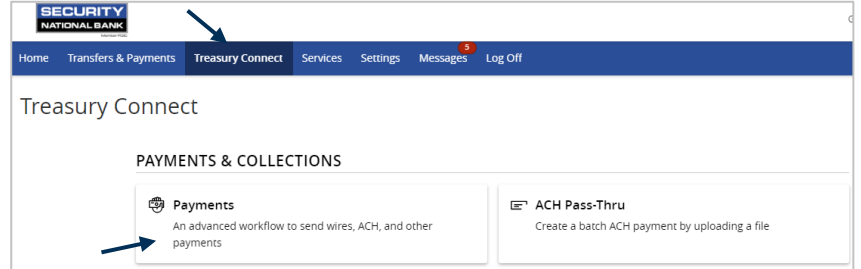 SECURITY
NATIONAL BANK
Member FDIC
Home Transfers & Payments Treasury Connect Services Settings Messages 5 Log Off
Treasury Connect
PAYMENTS & COLLECTIONS
Payments
An advanced workflow to send wires, ACH, and other
payments
ACH Pass-Thru
Create a batch ACH payment by uploading a file